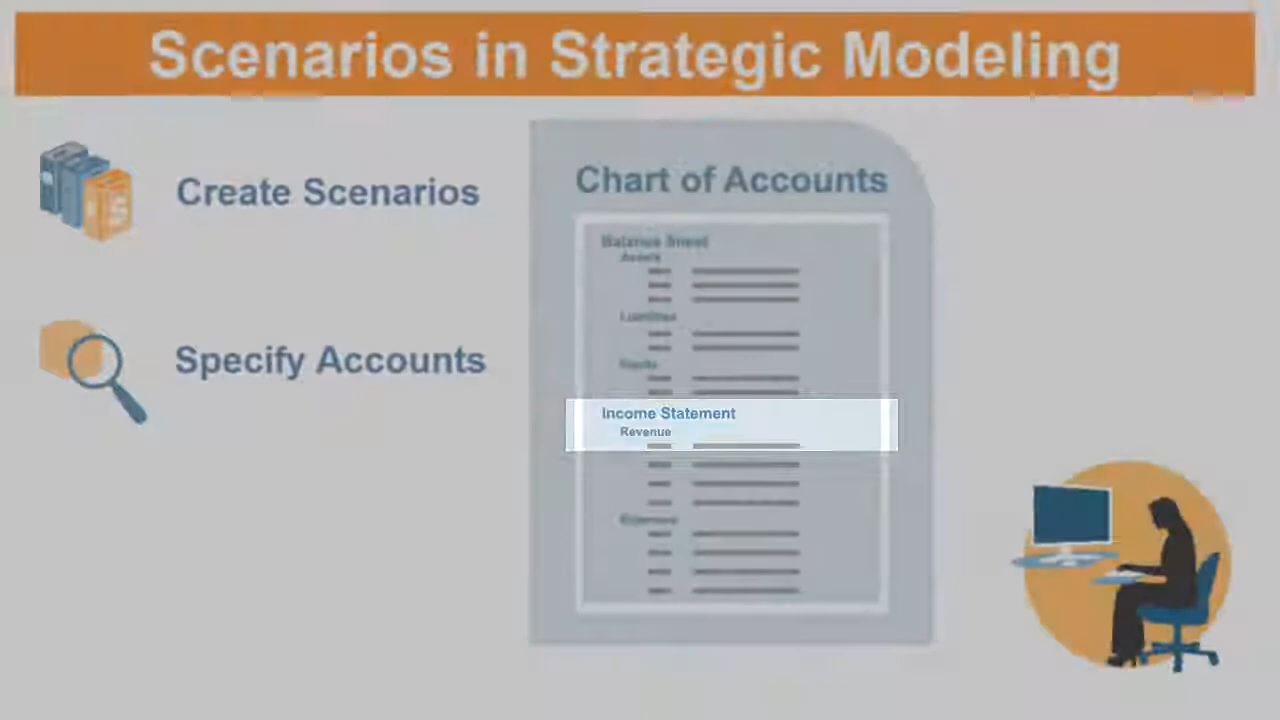 Scenarios in Strategic Modeling
Create Scenarios
Specify Accounts
Chart of Accounts
Balance Sheet
Assets
Liabilities
Equity
Income Statement
Revenue
Expenses